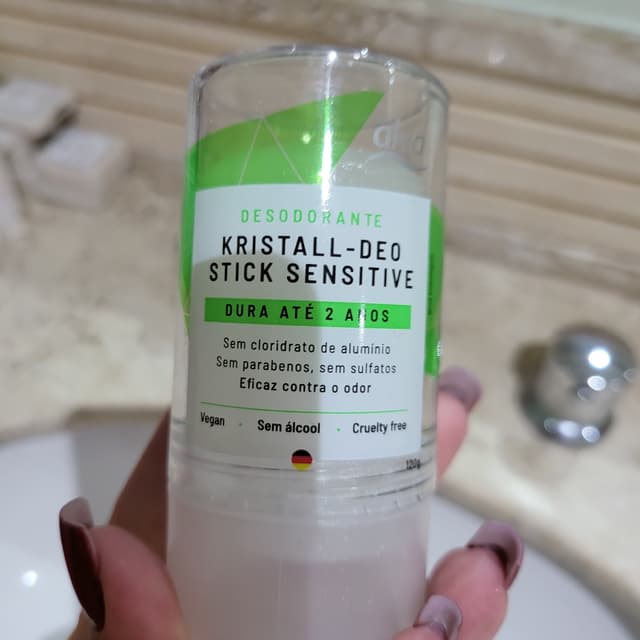 DESODORANTE
KRISTALL-DEO
STICK SENSITIVE
DURA ATÉ 2 ANOS
Sem cloridrato de alumínio
Sem parabenos, sem sulfatos
Eficaz contra o odor
Vegan • Sem álcool • Cruelty free
120g